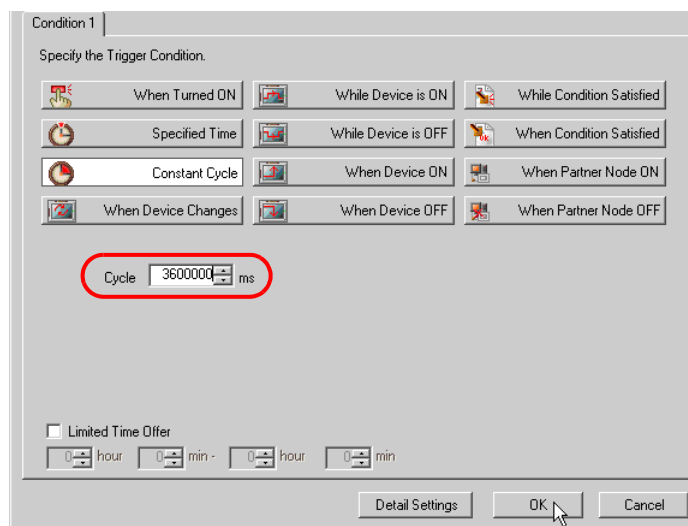 Condition 1
Specify the Trigger Condition.
When Turned ON While Device is ON While Condition Satisfied
Specified Time While Device is OFF When Condition Satisfied
Constant Cycle When Device ON When Partner Node ON
When Device Changes When Device OFF When Partner Node OFF
Cycle 3600000 ms
Limited Time Offer
0 hour 0 min - 0 hour 0 min
Detail Settings OK Cancel